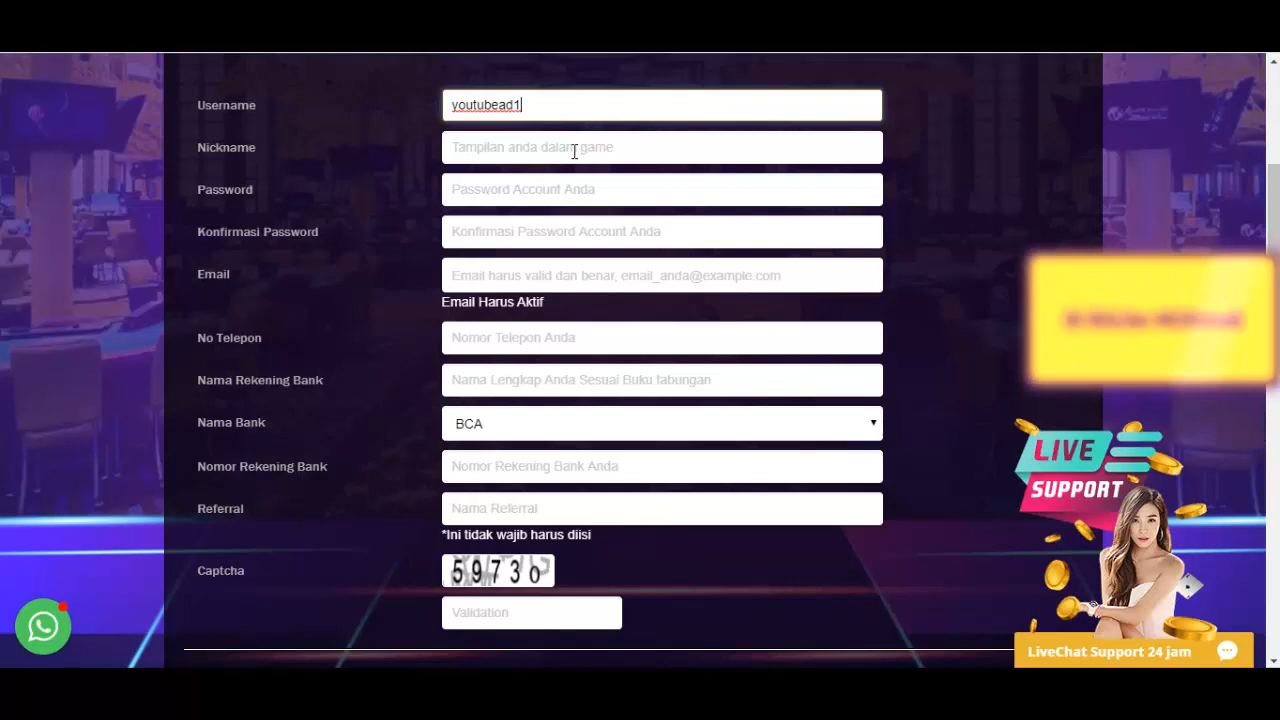 Username
youtubead1
Nickname
Tampilan anda dalam game
Password
Password Account Anda
Konfirmasi Password
Konfirmasi Password Account Anda
Email
Email harus valid dan benar, email_anda@example.com
Email Harus Aktif
No Telepon
Nomor Telepon Anda
Nama Rekening Bank
Nama Lengkap Anda Sesuai Buku tabungan
Nama Bank
BCA
Nomor Rekening Bank
Nomor Rekening Bank Anda
Referral
Nama Referral
*Ini tidak wajib harus diisi
Captcha
59730
Validation
LIVE
SUPPORT
LiveChat Support 24 jam